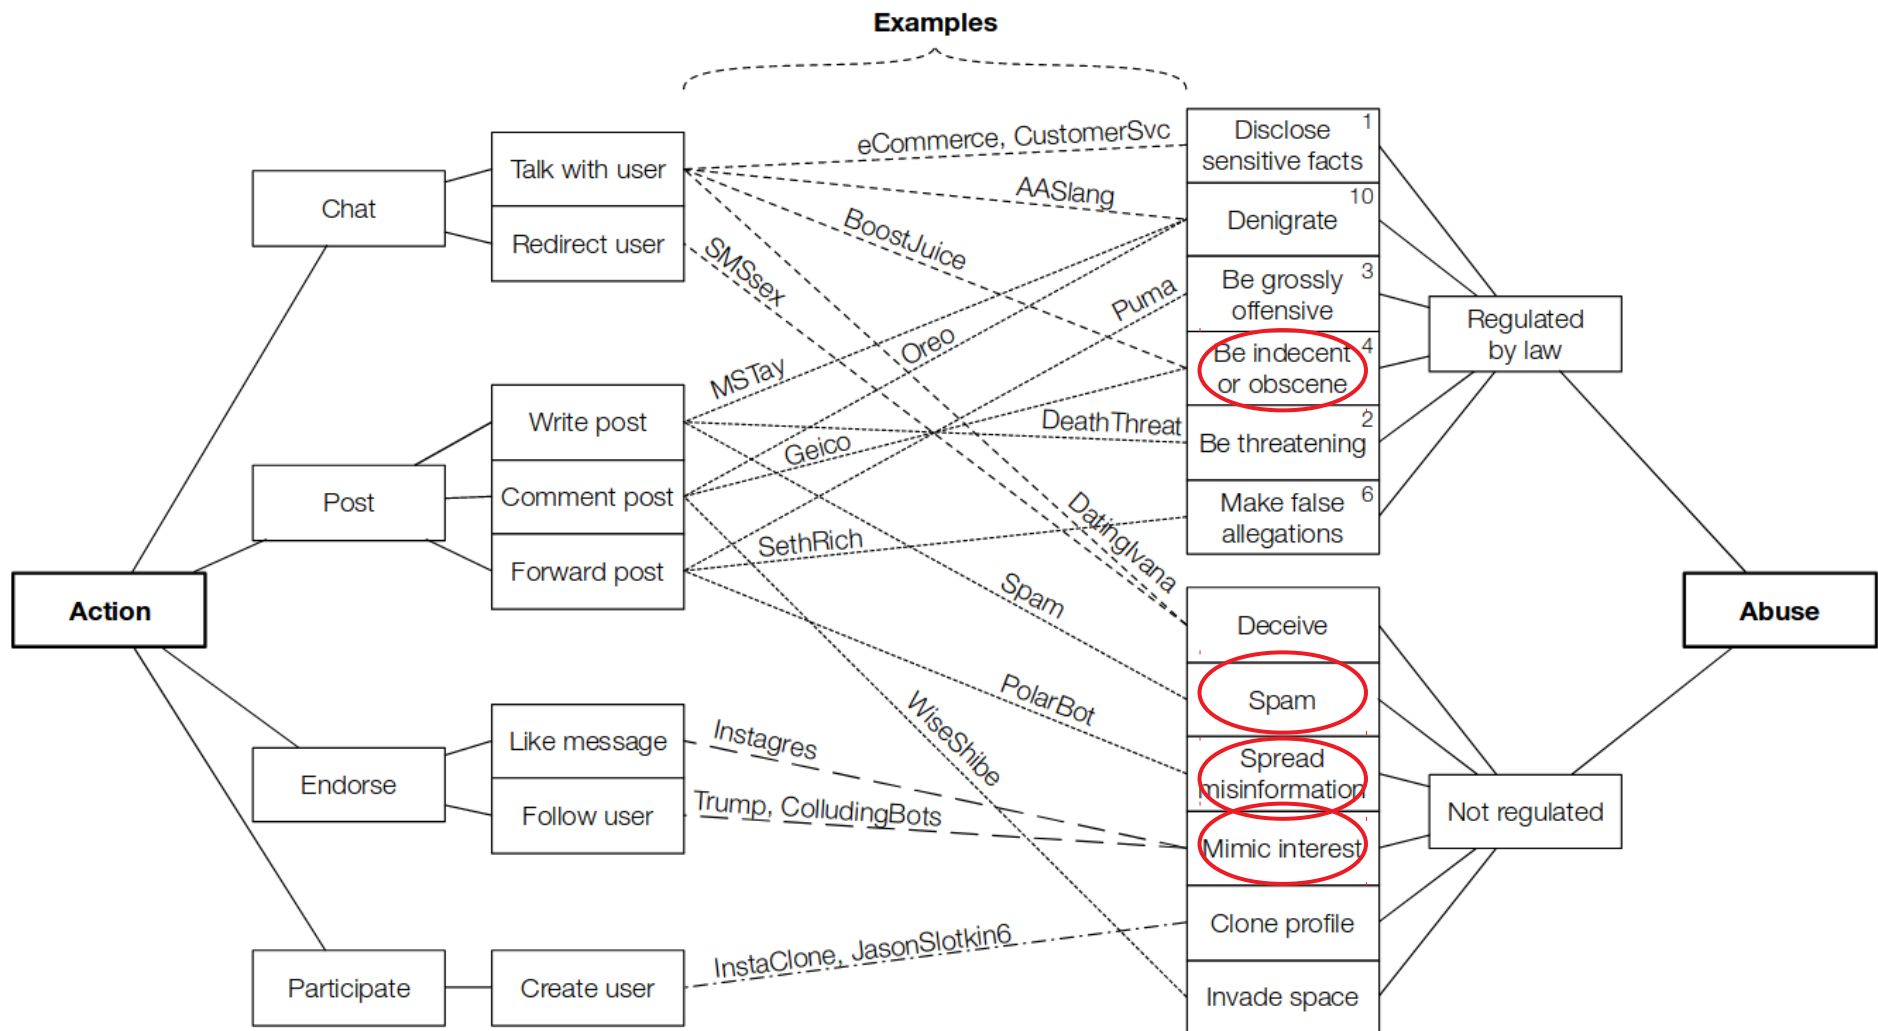 Examples
Chat
Talk with user
Redirect user
Post
Write post
Comment post
Forward post
Action
Endorse
Like message
Follow user
Participate
Create user
eCommerce, CustomerSvc
AASlang
BoostJuice
SMSsex
Puma
Oreo
MSTay
DeathThreat
Geico
DatingIvana
SethRich
Spam
PolarBot
WiseShibe
Instagres
Trump, ColludingBots
InstaClone, JasonSlotkin6
Disclose 1
sensitive facts
10
Denigrate
Be grossly 3
offensive
Be indecent 4
or obscene
2
Be threatening
Make false 6
allegations
Deceive
Spam
Spread
misinformation
Mimic interest
Clone profile
Invade space
Regulated
by law
Not regulated
Abuse